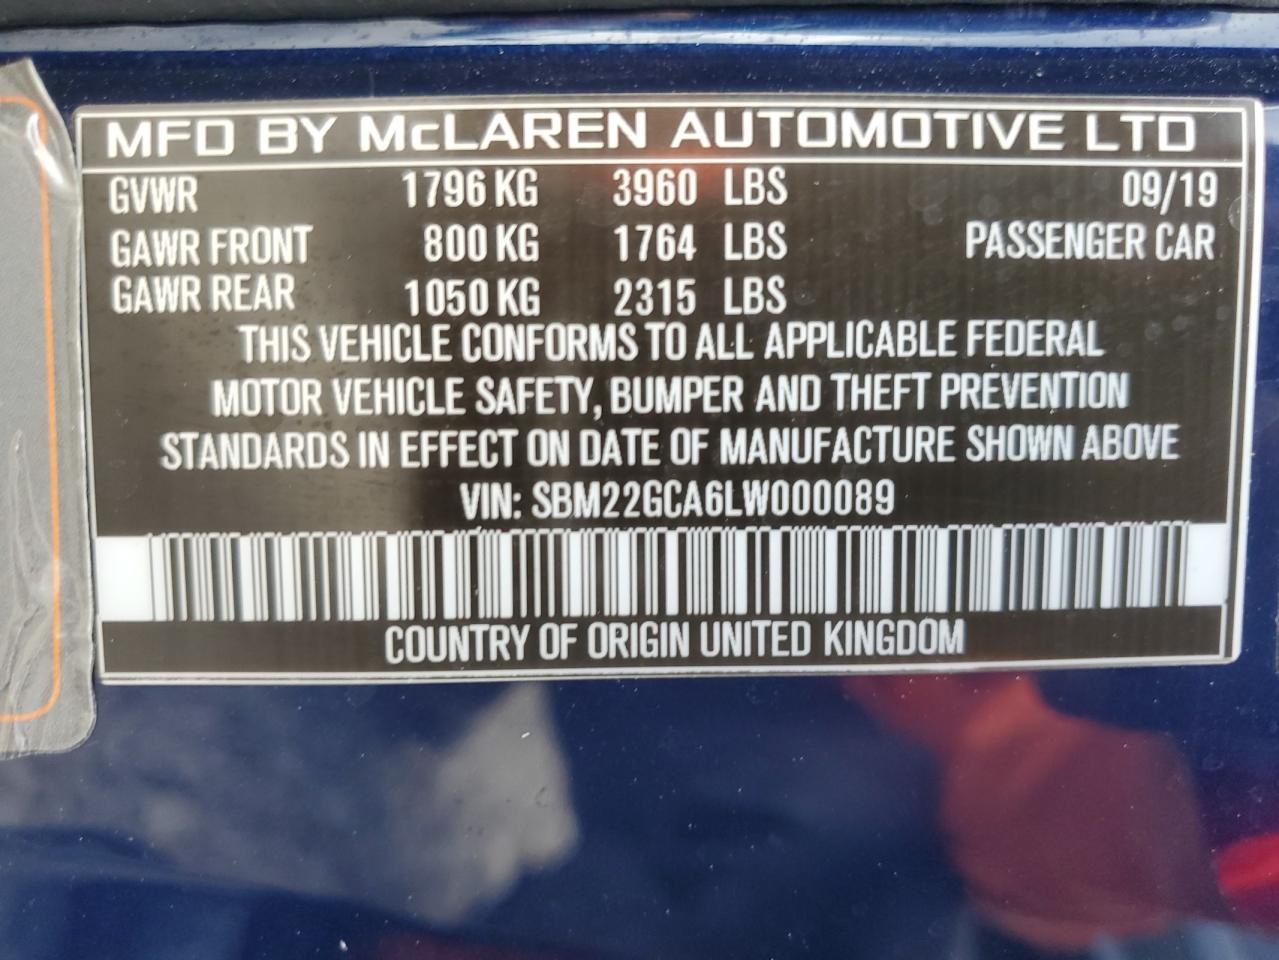 MFD BY McLAREN AUTOMOTIVE LTD
GVWR 1796 KG 3960 LBS 09/19
GAWR FRONT 800 KG 1764 LBS PASSENGER CAR
GAWR REAR 1050 KG 2315 LBS
THIS VEHICLE CONFORMS TO ALL APPLICABLE FEDERAL
MOTOR VEHICLE SAFETY, BUMPER AND THEFT PREVENTION
STANDARDS IN EFFECT ON DATE OF MANUFACTURE SHOWN ABOVE
VIN: SBM22GCA6LW000089
COUNTRY OF ORIGIN UNITED KINGDOM